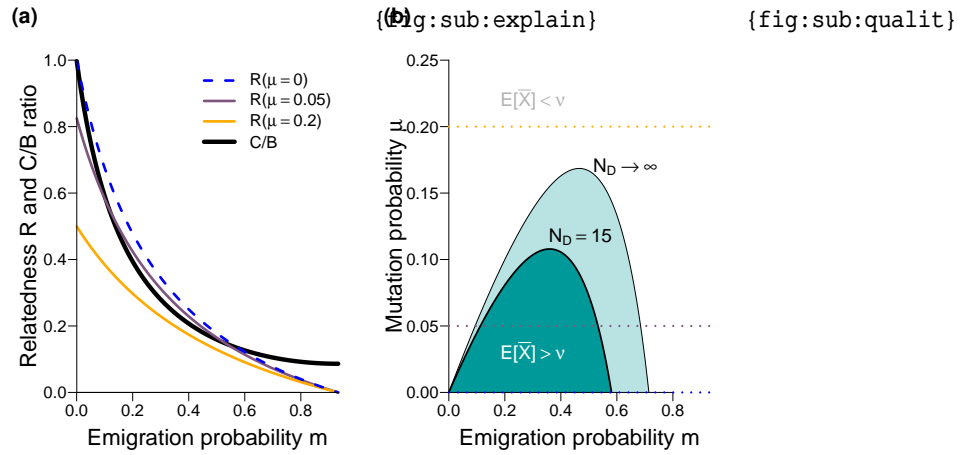 (a)
{fig:sub:explain}
(b)
{fig:sub:qualit}
Relatedness R and C/B ratio
1.0
0.8
0.6
0.4
0.2
0.0
R(μ = 0)
R(μ = 0.05)
R(μ = 0.2)
C/B
0.0 0.2 0.4 0.6 0.8
Emigration probability m
Mutation probability μ
0.25
0.20
0.15
0.10
0.05
0.00
E[X̅] < ν
N_D → ∞
N_D = 15
E[X̅] > ν
0.0 0.2 0.4 0.6 0.8
Emigration probability m